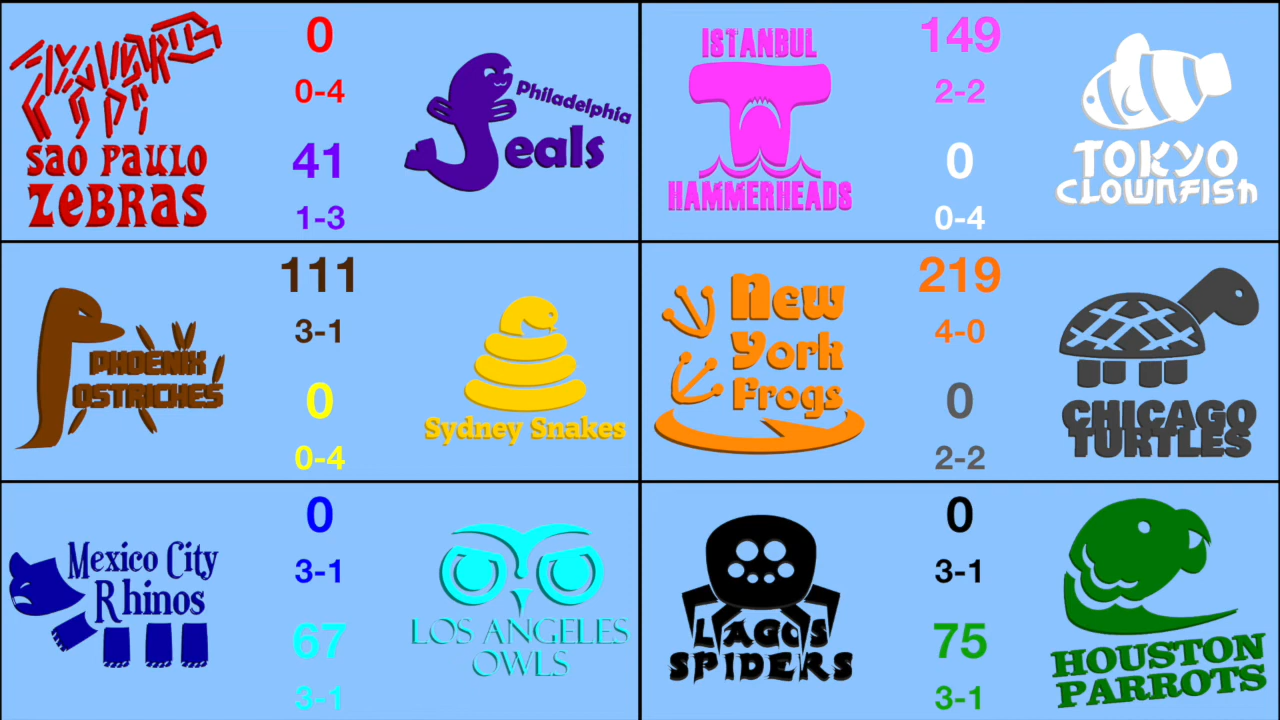 SAO PAULO
ZEBRAS
0
0-4
41
1-3
Philadelphia
Seals
ISTANBUL
HAMMERHEADS
149
2-2
0
0-4
TOKYO
CLOWNFISH
PHOENIX
OSTRICHES
111
3-1
0
0-4
Sydney Snakes
New
York
Frogs
219
4-0
0
2-2
CHICAGO
TURTLES
Mexico City
Rhinos
0
3-1
67
3-1
LOS ANGELES
OWLS
LAGOS
SPIDERS
0
3-1
75
3-1
HOUSTON
PARROTS